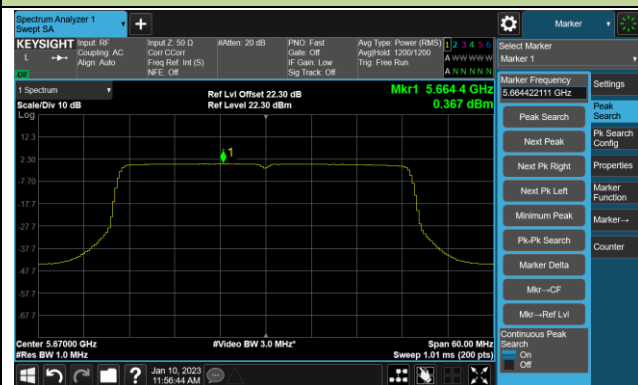 Spectrum Analyzer 1
Swept SA
+
Marker
KEYSIGHT
L
LXI
Input: RF
Coupling: AC
Align: Auto
Input Z: 50 Ω
Corr CCorr
Freq Ref: Int (S)
NFE: Off
#Atten: 20 dB
PNO: Fast
Gate: Off
IF Gain: Low
Sig Track: Off
Avg Type: Power (RMS)
Avg|Hold: 1200/1200
Trig: Free Run
1 2 3 4 5 6
A W W W W W
A N N N N N
Select Marker
Marker 1
1 Spectrum
Scale/Div 10 dB
Log
Ref Lvl Offset 22.30 dB
Ref Level 22.30 dBm
Mkr1 5.664 4 GHz
0.367 dBm
12.3
2.30
-7.70
-17.7
-27.7
-37.7
-47.7
-57.7
-67.7
1
Center 5.67000 GHz
#Res BW 1.0 MHz
#Video BW 3.0 MHz*
Span 60.00 MHz
Sweep 1.01 ms (200 pts)
Marker Frequency
5.664422111 GHz
Peak Search
Next Peak
Next Pk Right
Next Pk Left
Minimum Peak
Pk-Pk Search
Marker Delta
Mkr→CF
Mkr→Ref Lvl
Continuous Peak
Search
On
Off
Settings
Peak
Search
Pk Search
Config
Properties
Marker
Function
Marker→
Counter
?
Jan 10, 2023
11:56:44 AM